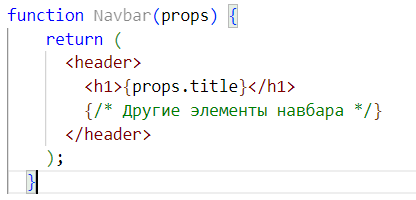 function Navbar(props) {
return (
<header>
<h1>{props.title}</h1>
{/* Другие элементы навбара */}
</header>
);
}